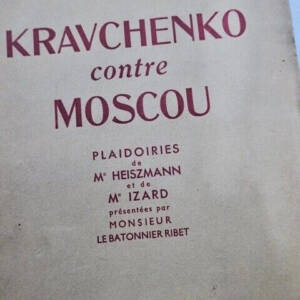 KRAVCHENKO
contre
MOSCOU
PLAIDOIRIES
de
Me HEISZMANN
et de
Me IZARD
présentées par
MONSIEUR
LE BATONNIER RIBET